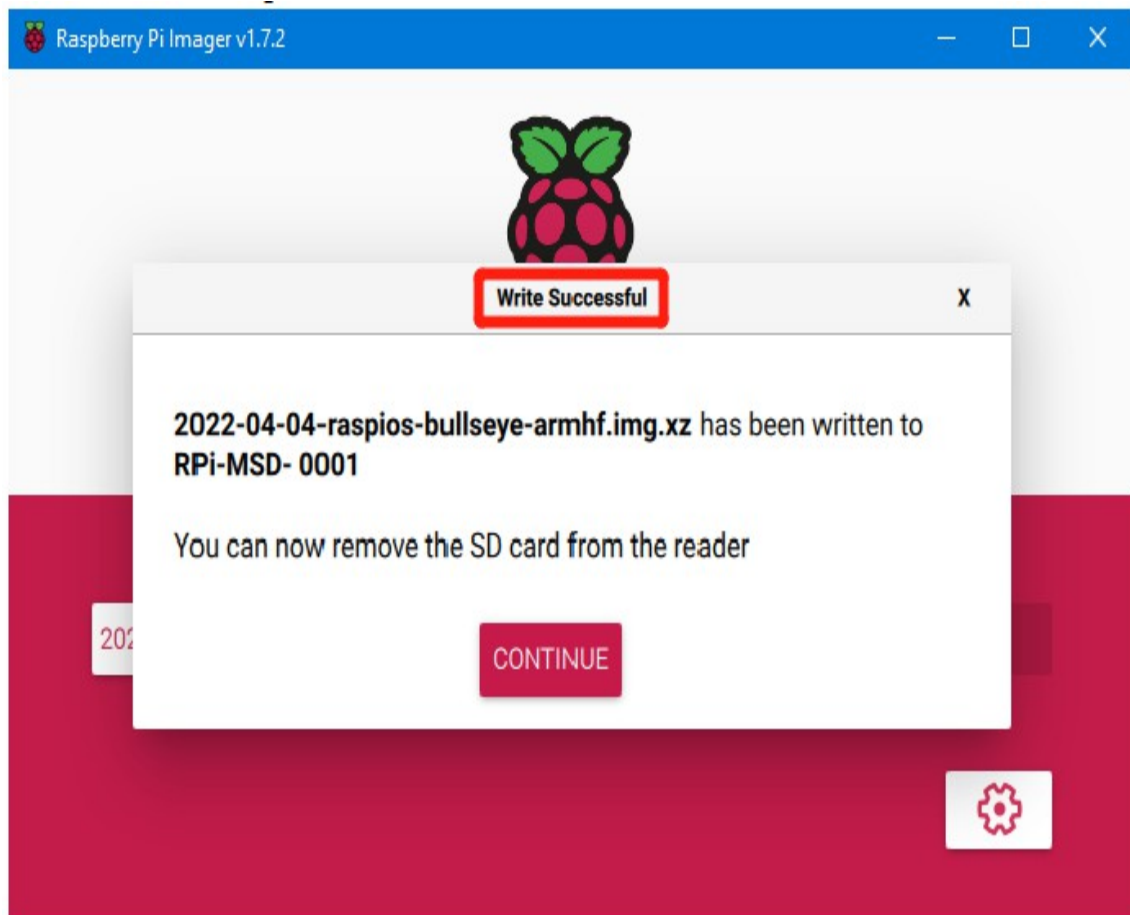 Raspberry Pi Imager v1.7.2
Write Successful
X
2022-04-04-raspios-bullseye-armhf.img.xz has been written to
RPi-MSD- 0001
You can now remove the SD card from the reader
202
CONTINUE